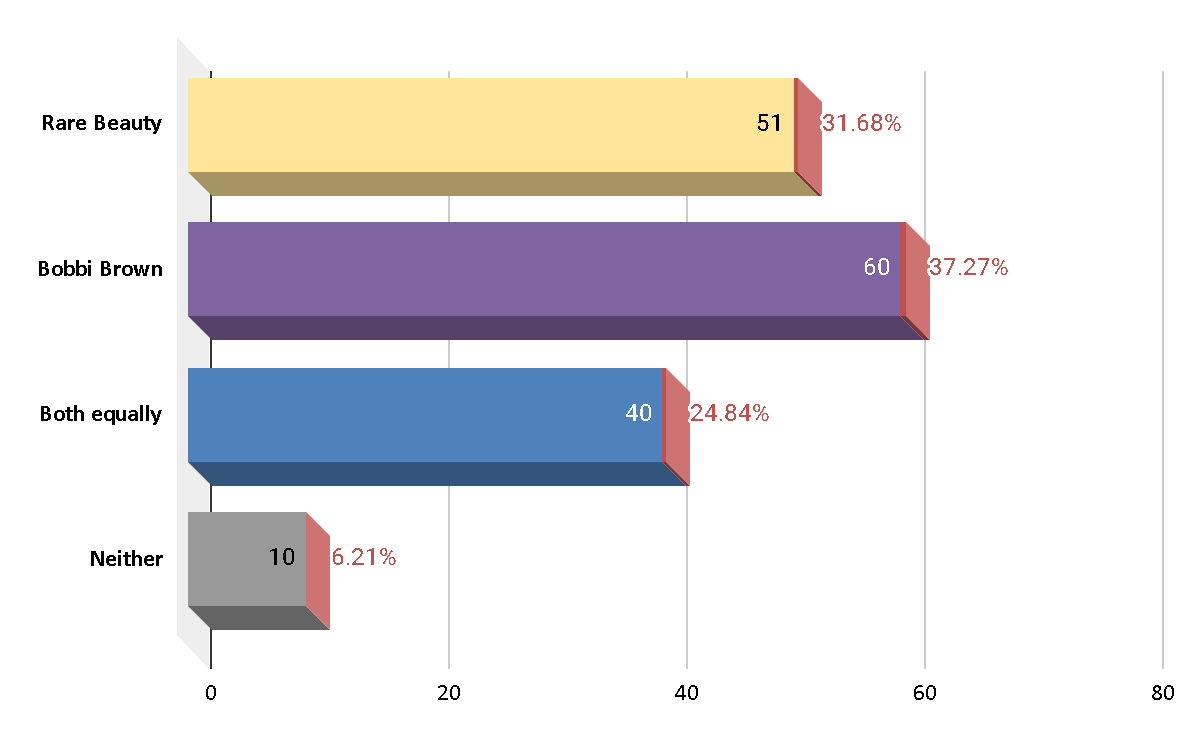 Rare Beauty 51 31.68%
Bobbi Brown 60 37.27%
Both equally 40 24.84%
Neither 10 6.21%
0 20 40 60 80